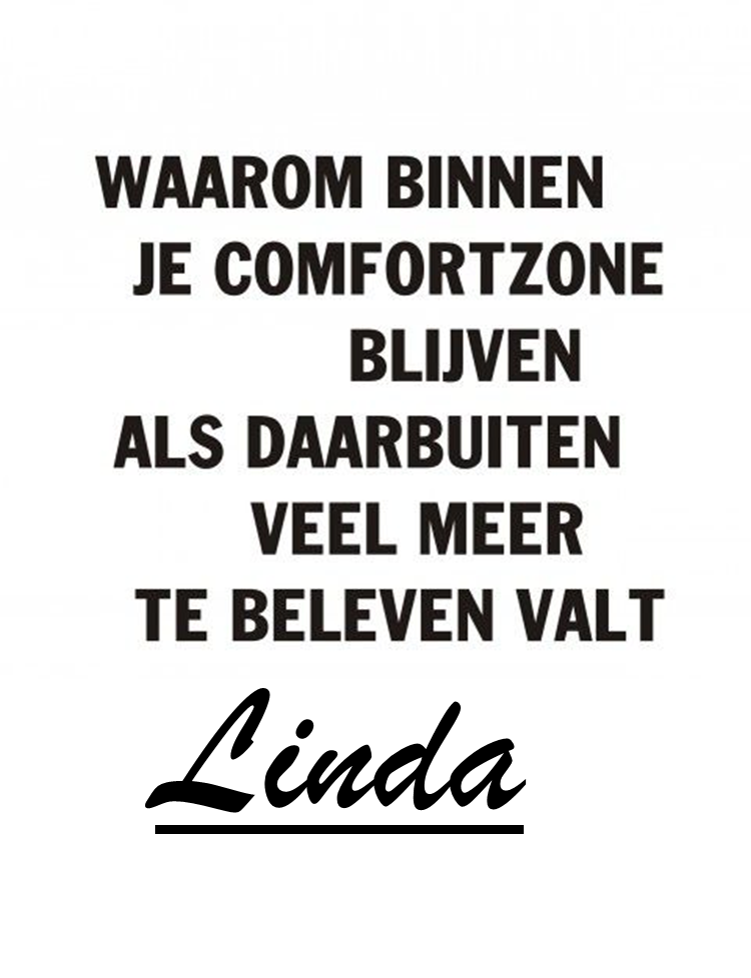 WAAROM BINNEN
JE COMFORTZONE
BLIJVEN
ALS DAARBUITEN
VEEL MEER
TE BELEVEN VALT
Linda